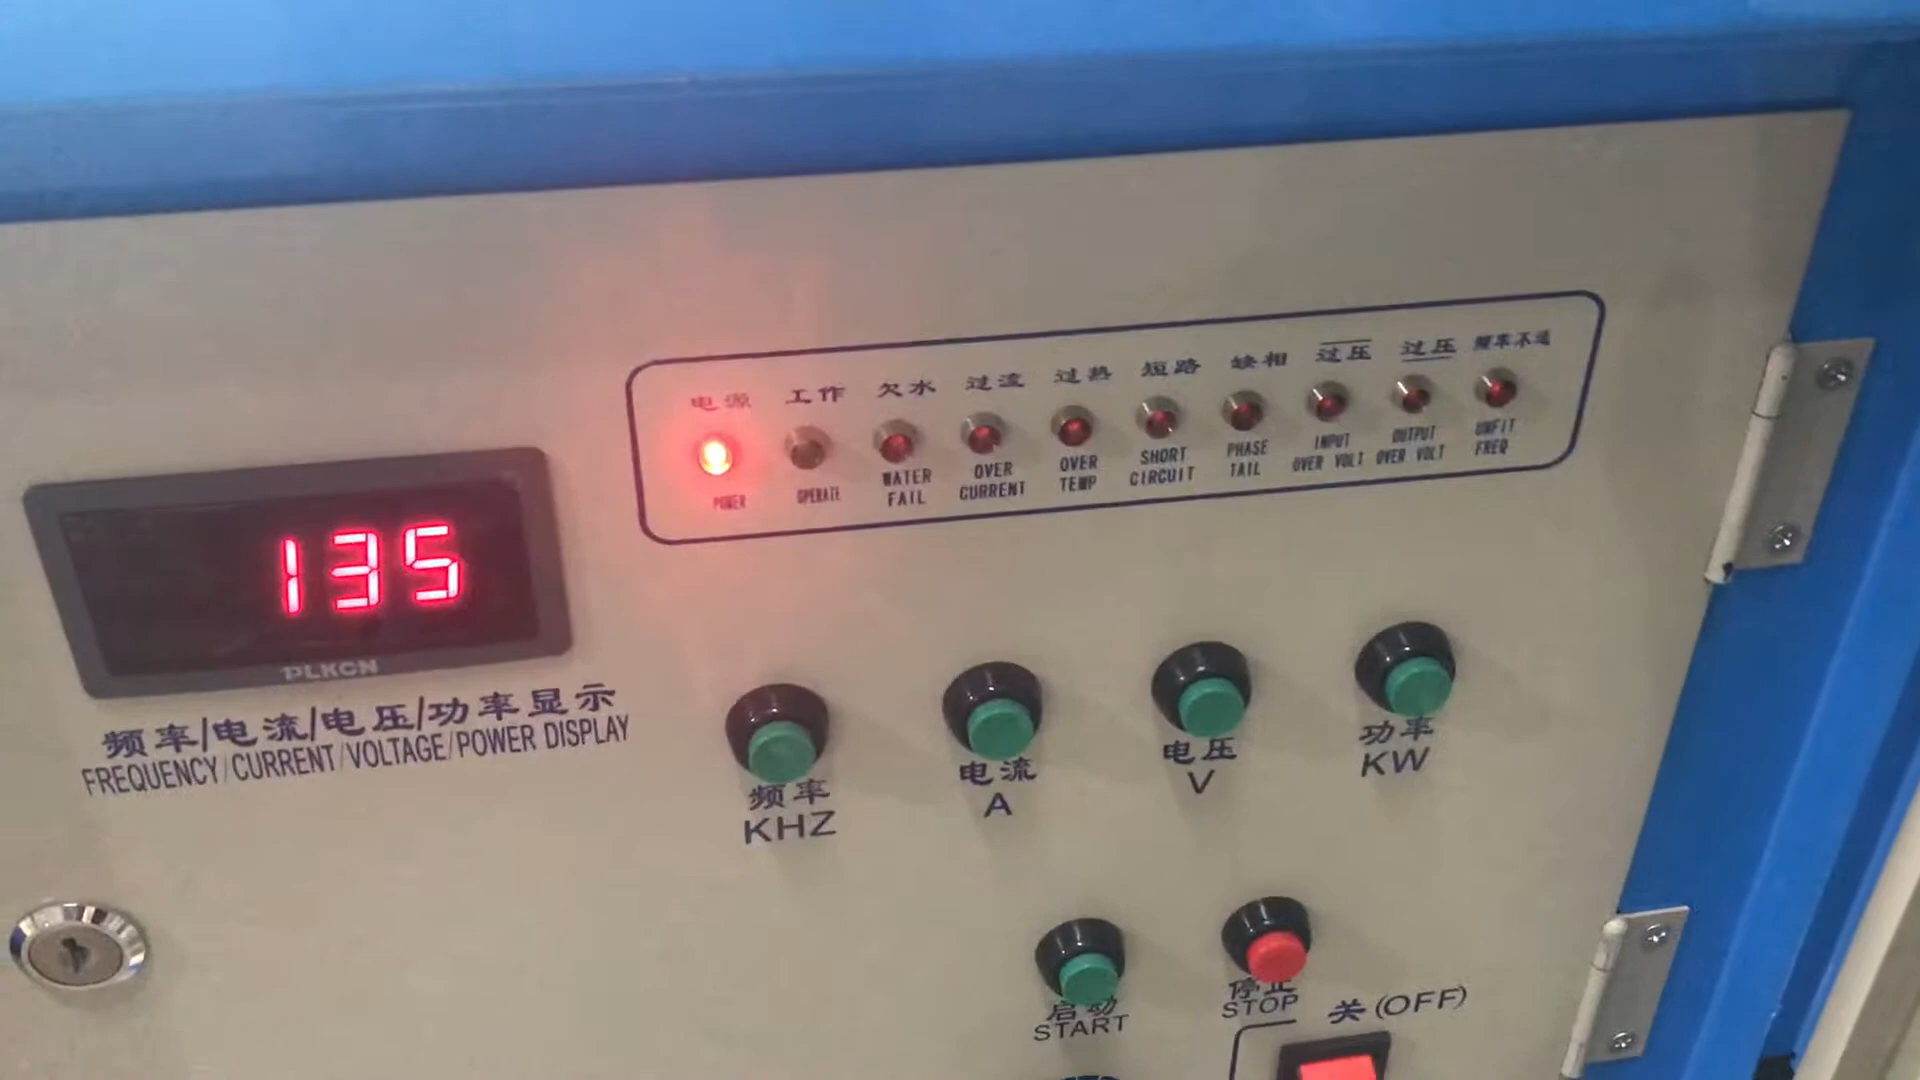 电源 工作 欠水 过流 过热 短路 缺相 过压 过压 频率不适
POWER OPERATE WATER FAIL OVER CURRENT OVER TEMP SHORT CIRCUIT PHASE TAIL INPUT OVER VOLT OUTPUT OVER VOLT UNFIT FREQ
135
PLKCN
频率/电流/电压/功率显示
FREQUENCY/CURRENT/VOLTAGE/POWER DISPLAY
频率
KHZ
电流
A
电压
V
功率
KW
启动
START
停止
STOP
关(OFF)